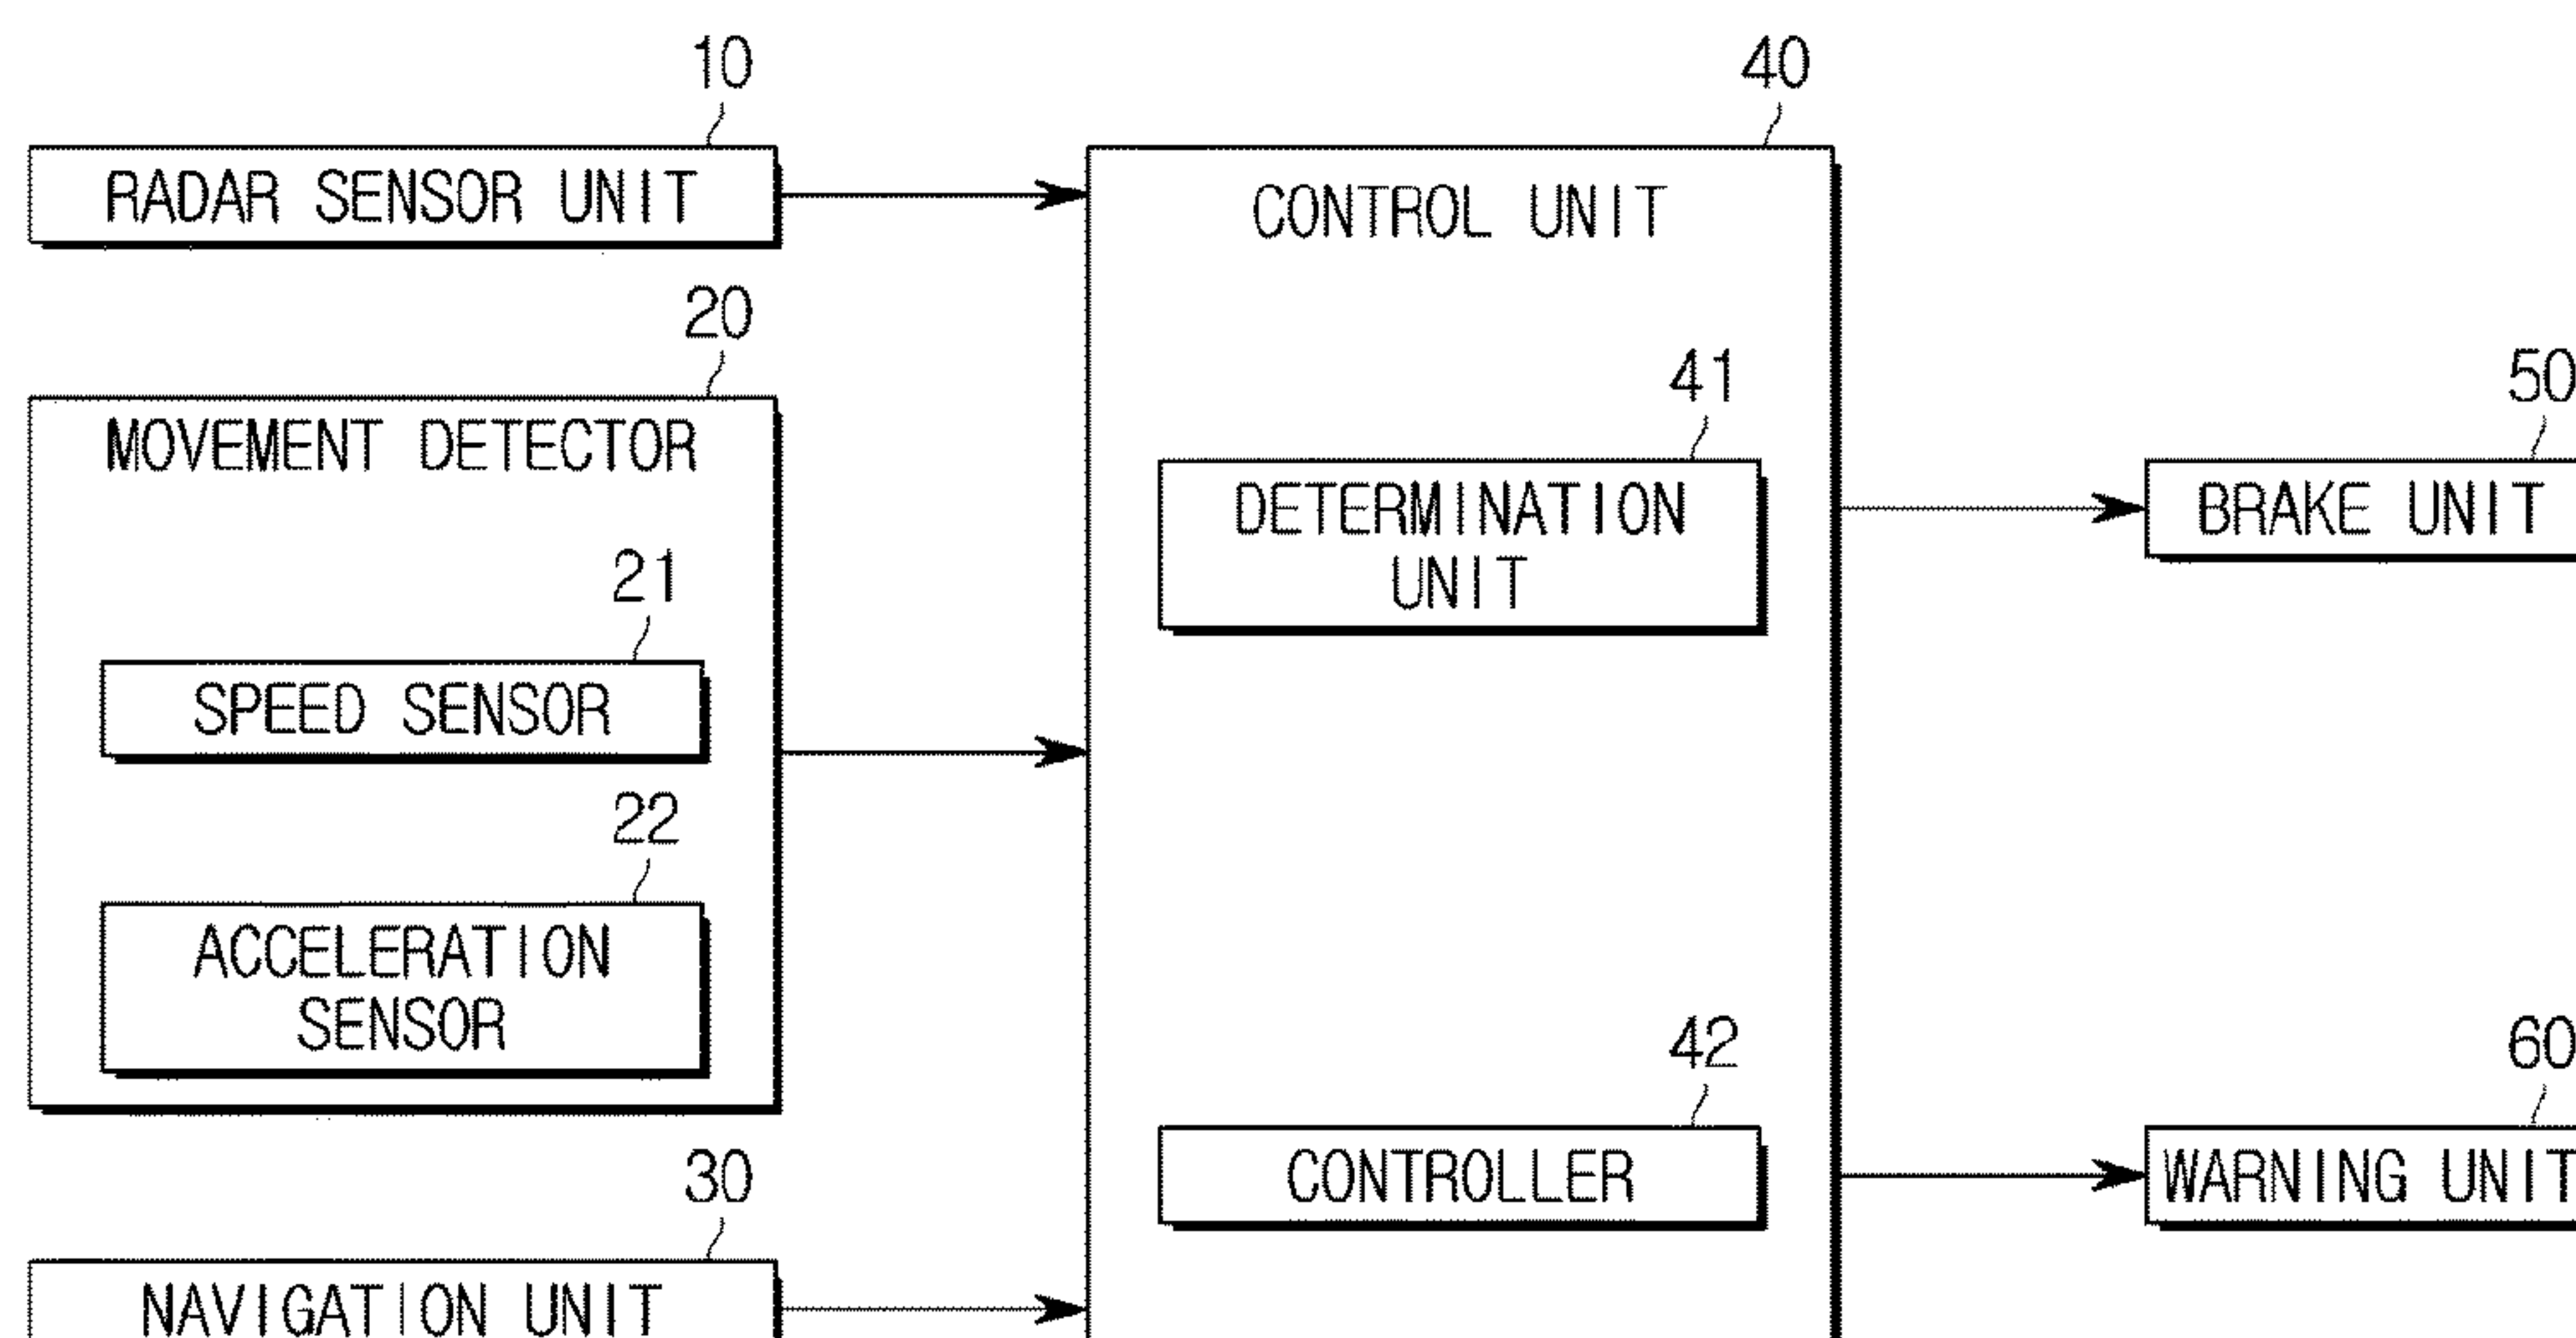 10
RADAR SENSOR UNIT
20
MOVEMENT DETECTOR
21
SPEED SENSOR
22
ACCELERATION
SENSOR
30
NAVIGATION UNIT
40
CONTROL UNIT
41
DETERMINATION
UNIT
42
CONTROLLER
50
BRAKE UNIT
60
WARNING UNIT